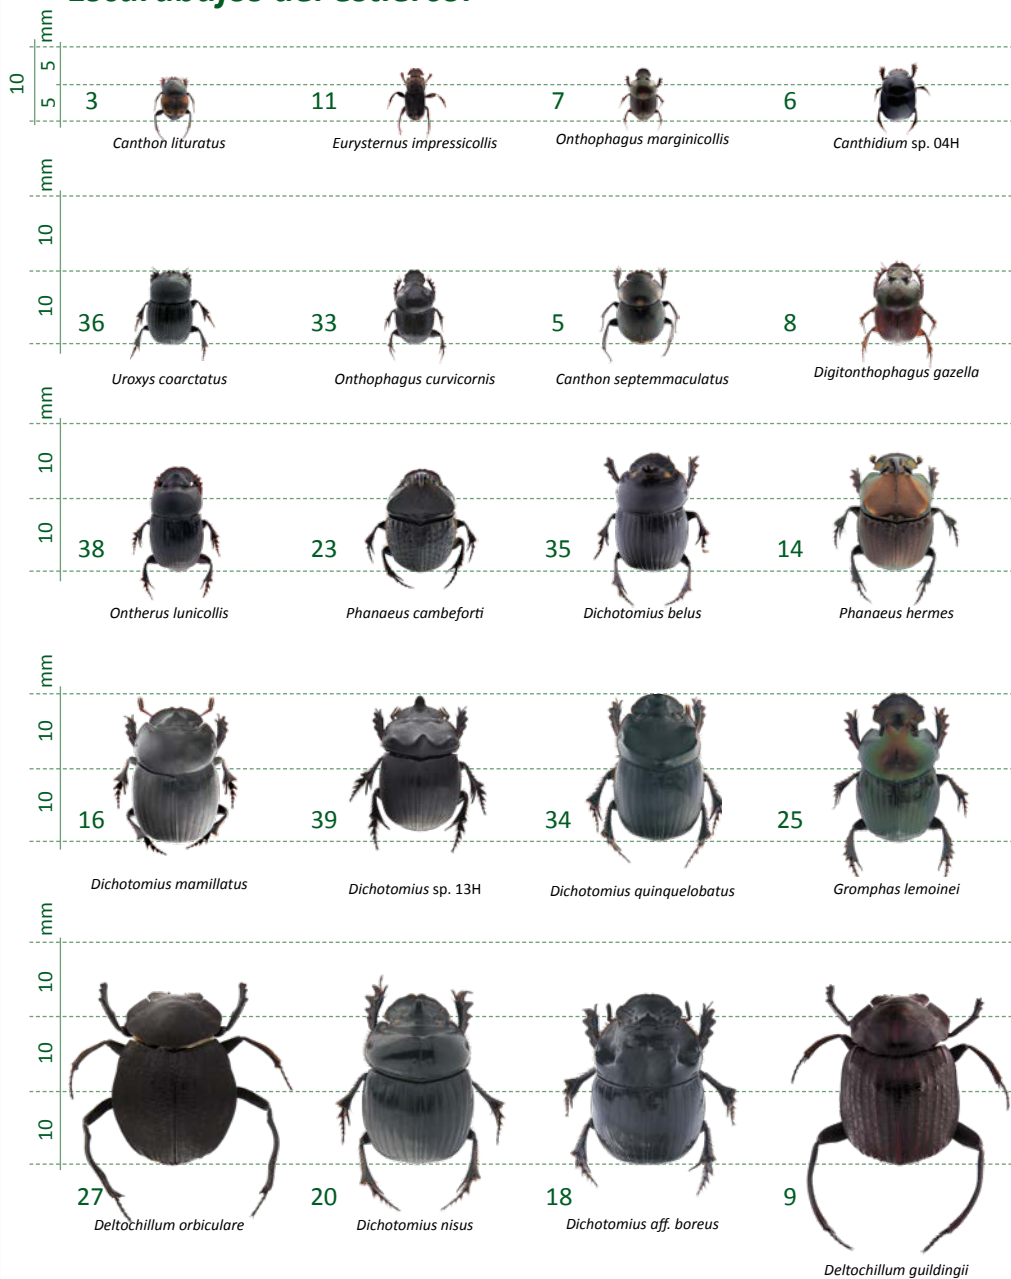 mm
10
5
5
3
11
7
6
Canthon lituratus
Eurysternus impressicollis
Onthophagus marginicollis
Canthidium sp. 04H
mm
10
10
36
33
5
8
Uroxys coarctatus
Onthophagus curvicornis
Canthon septemmaculatus
Digitonthophagus gazella
mm
10
10
38
23
35
14
Ontherus lunicollis
Phanaeus cambeforti
Dichotomius belus
Phanaeus hermes
mm
10
10
16
39
34
25
Dichotomius mamillatus
Dichotomius sp. 13H
Dichotomius quinquelobatus
Gromphas lemoinei
mm
10
10
10
27
20
18
9
Deltochillum orbiculare
Dichotomius nisus
Dichotomius aff. boreus
Deltochillum guildingii